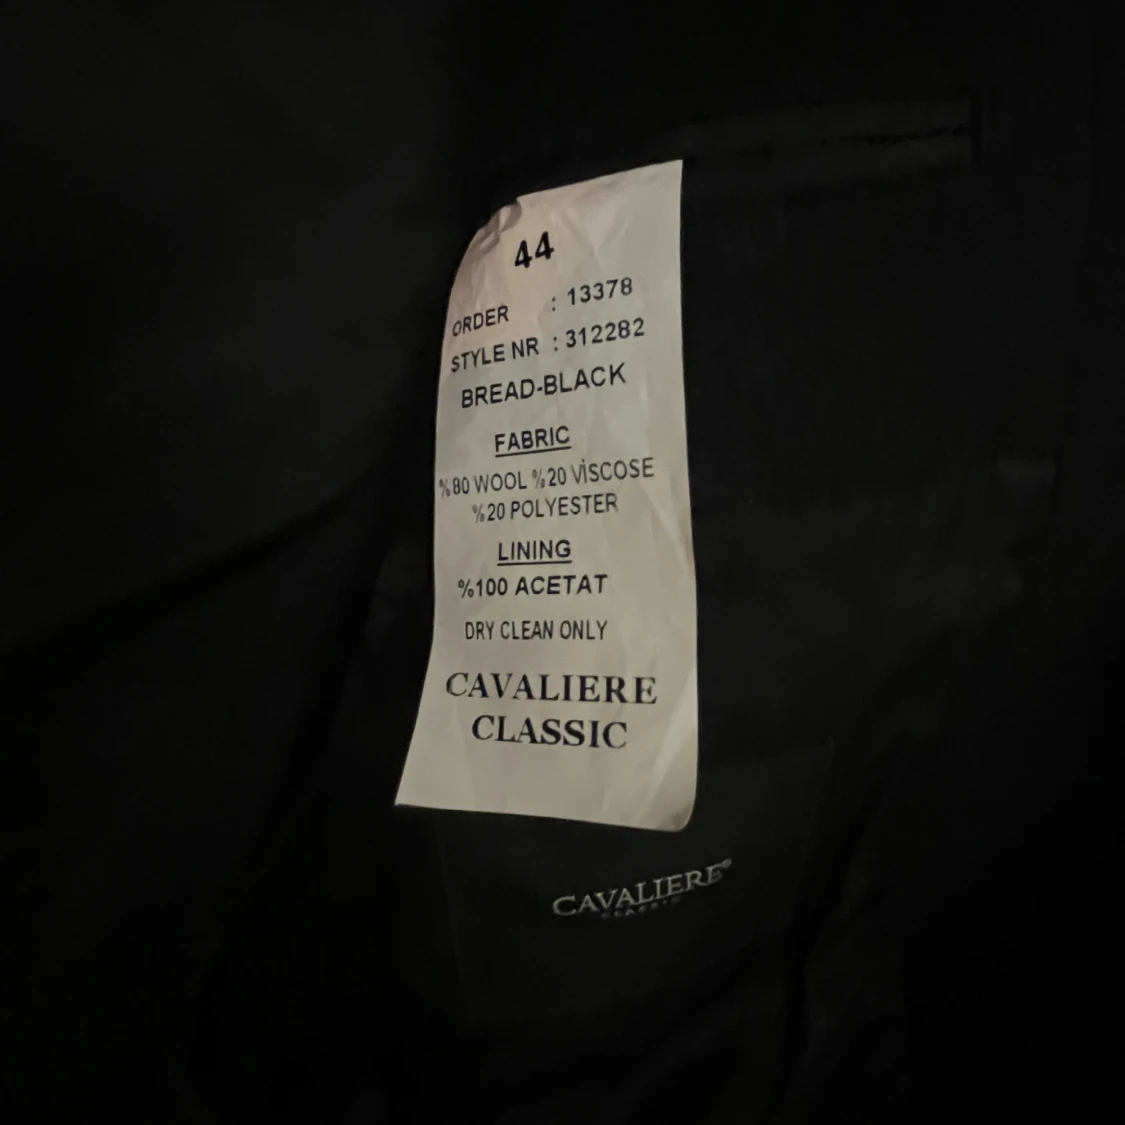 44
ORDER : 13378
STYLE NR : 312282
BREAD-BLACK
FABRIC
%80 WOOL %20 VİSCOSE
%20 POLYESTER
LINING
%100 ACETAT
DRY CLEAN ONLY
CAVALIERE
CLASSIC
CAVALIERE®
CLASSIC